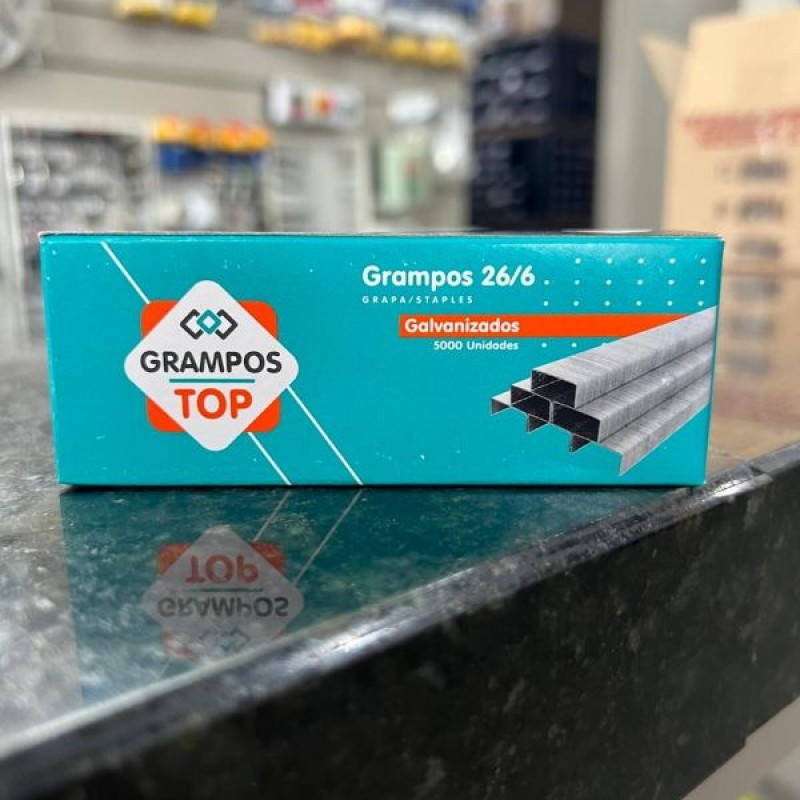 GRAMPOS
TOP
Grampos 26/6
GRAPA/STAPLES
Galvanizados
5000 Unidades